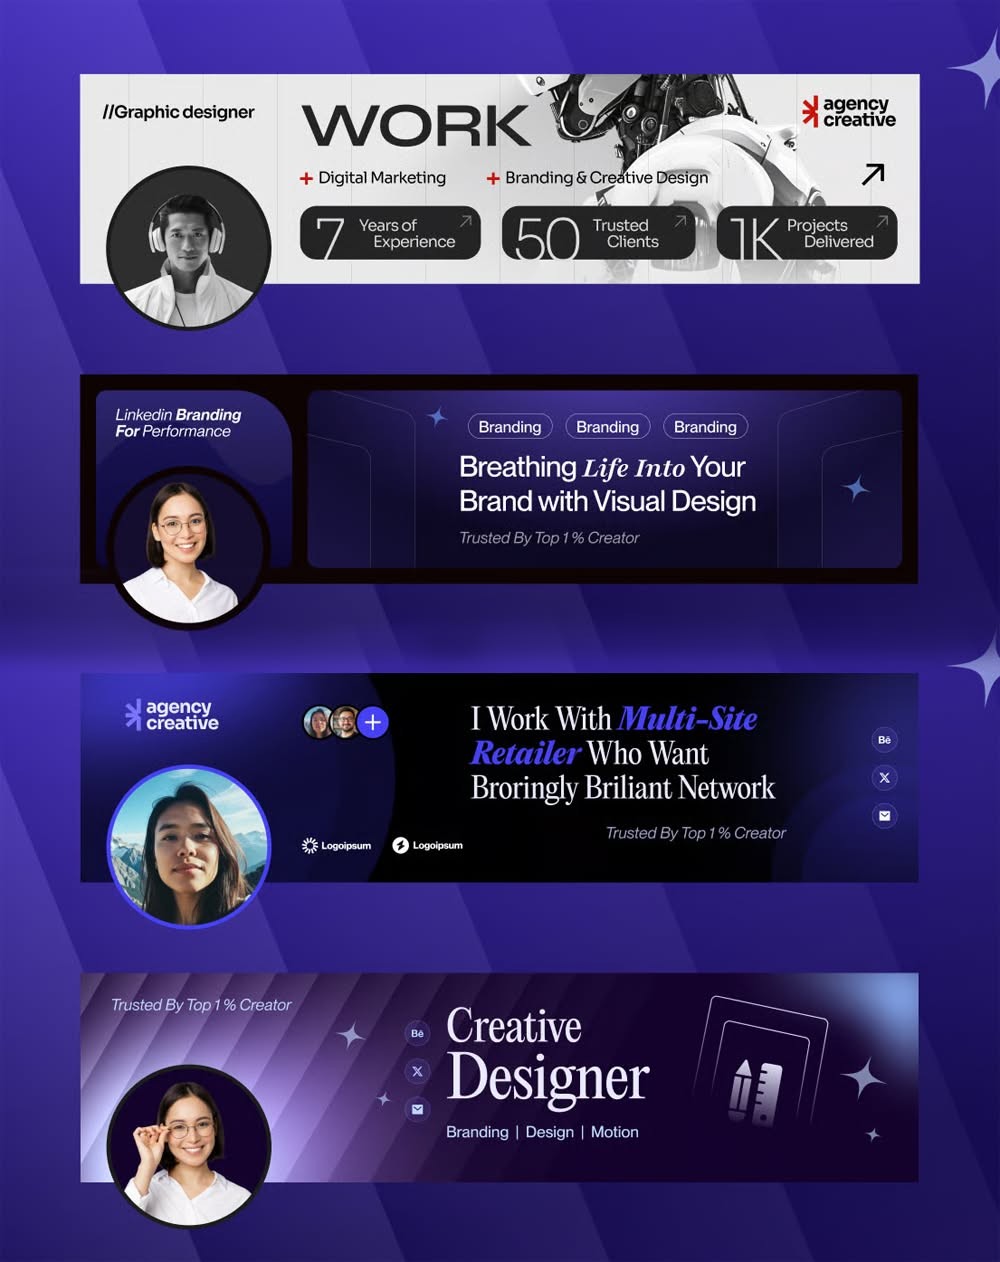 //Graphic designer
WORK
agency
creative
+ Digital Marketing
+ Branding & Creative Design
7
Years of
Experience
50
Trusted
Clients
1K
Projects
Delivered
Linkedin Branding
For Performance
Branding
Branding
Branding
Breathing Life Into Your
Brand with Visual Design
Trusted By Top 1% Creator
agency
creative
I Work With Multi-Site
Retailer Who Want
Broringly Briliant Network
Trusted By Top 1% Creator
Logoipsum
Logoipsum
Bē
X
Trusted By Top 1% Creator
Bē
X
Creative
Designer
Branding | Design | Motion